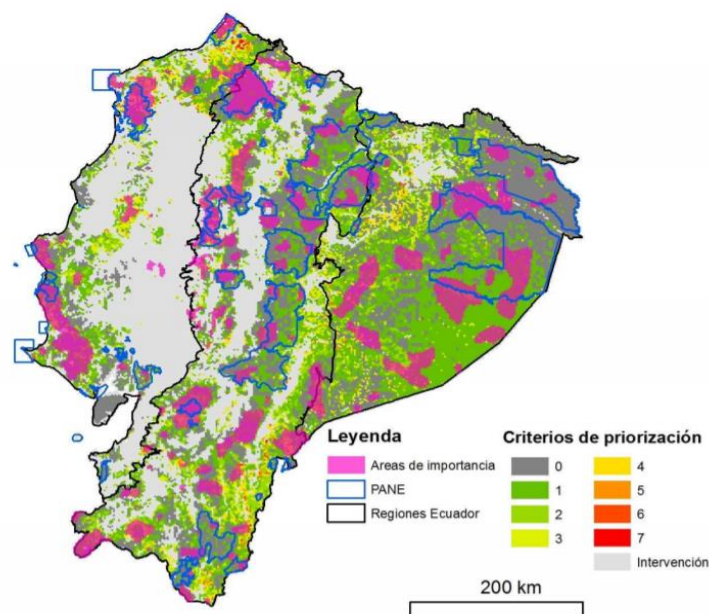 Leyenda
Areas de importancia
PANE
Regiones Ecuador
Criterios de priorización
0
1
2
3
4
5
6
7
Intervención
200 km